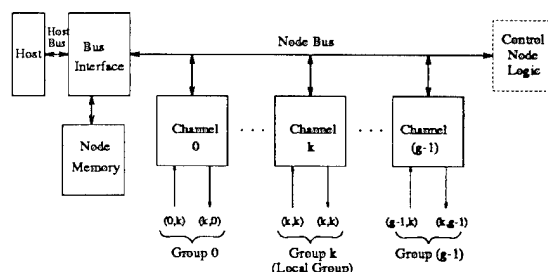 Host
Host
Bus
Bus
Interface
Node Bus
Control
Node
Logic
Node
Memory
Channel
0
. . .
Channel
k
. . .
Channel
(g-1)
(0,k) (k,0)
(k,k) (k,k)
(g-1,k) (k,g-1)
Group 0
Group k
(Local Group)
Group (g-1)